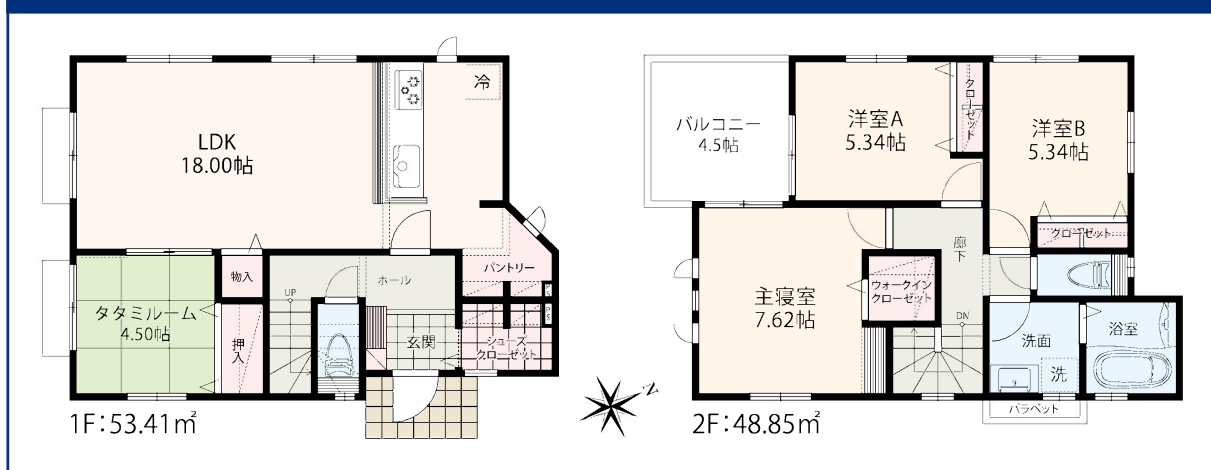 LDK
18.00帖
冷
パントリー
PS
PS
物入
タタミルーム
4.50帖
押入
UP
ホール
玄関
シューズ
クローゼット
1F:53.41㎡
N
バルコニー
4.5帖
洋室A
5.34帖
クローゼット
洋室B
5.34帖
クローゼット
廊下
主寝室
7.62帖
ウォークイン
クローゼット
DN
洗面
洗
浴室
パラペット
2F:48.85㎡